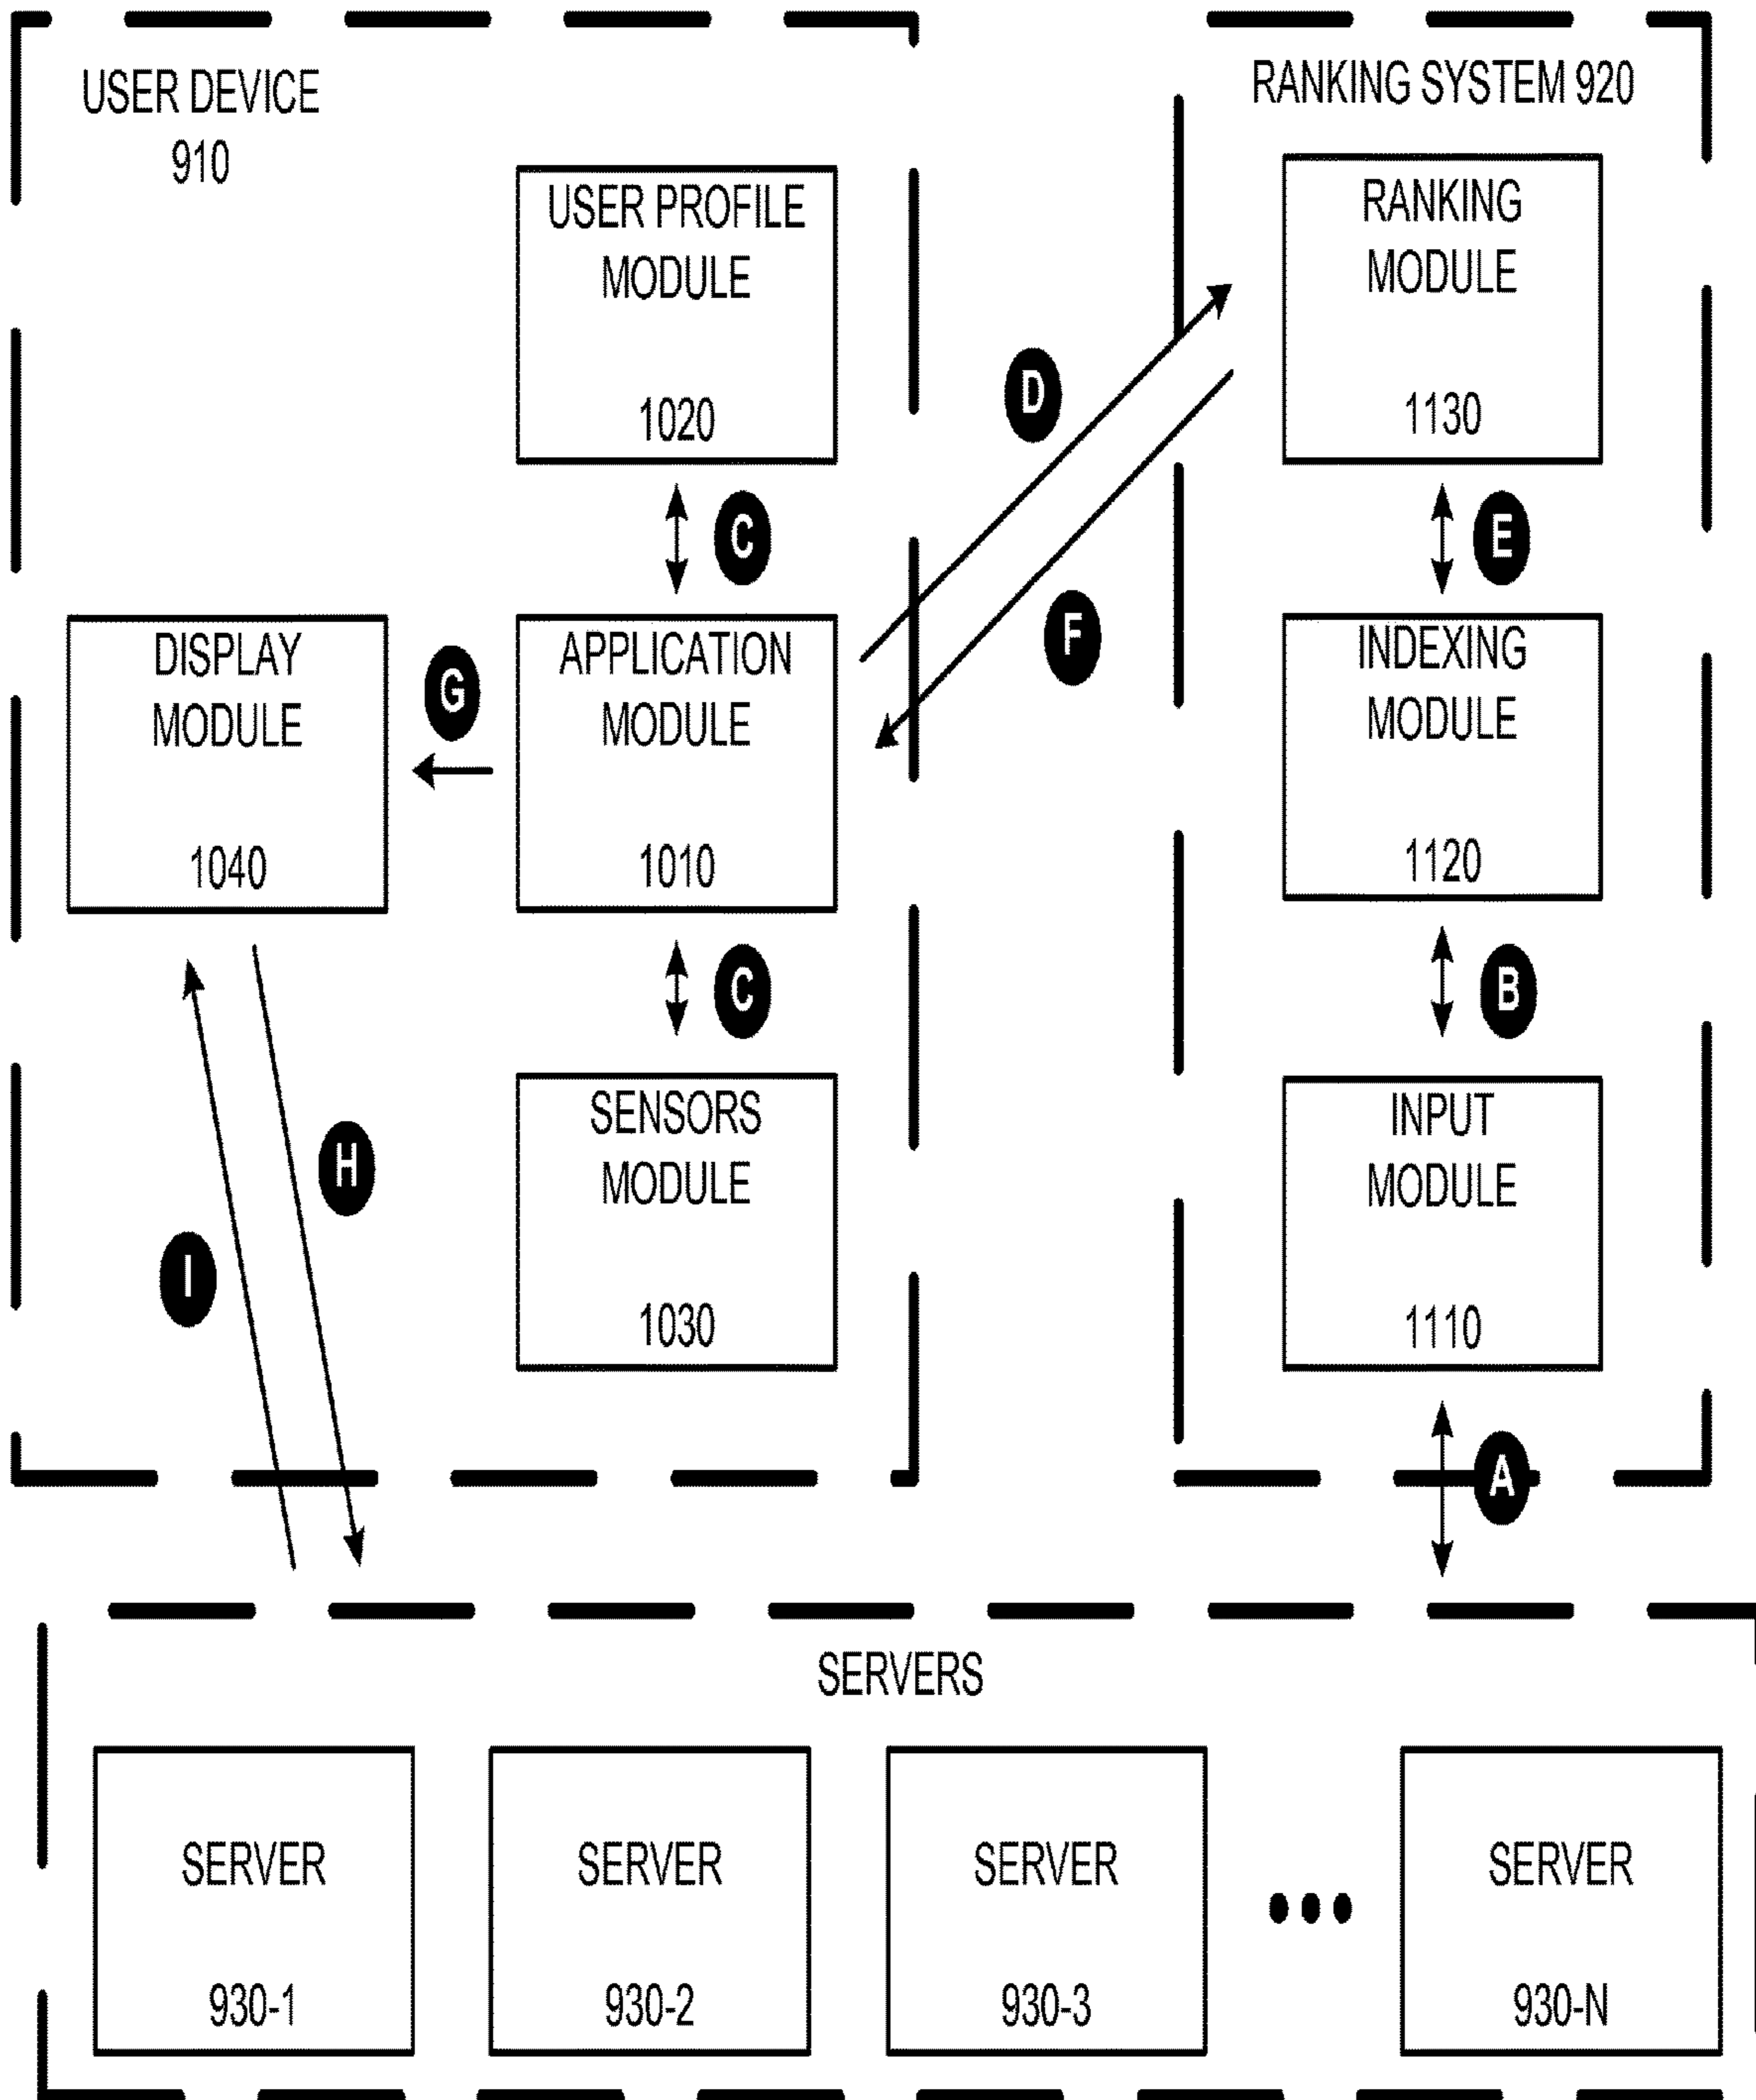 USER DEVICE
910
RANKING SYSTEM 920
USER PROFILE
MODULE
1020
RANKING
MODULE
1130
D
C
E
F
DISPLAY
MODULE
1040
G
APPLICATION
MODULE
1010
INDEXING
MODULE
1120
C
B
H
I
SENSORS
MODULE
1030
INPUT
MODULE
1110
A
SERVERS
SERVER
930-1
SERVER
930-2
SERVER
930-3
•••
SERVER
930-N